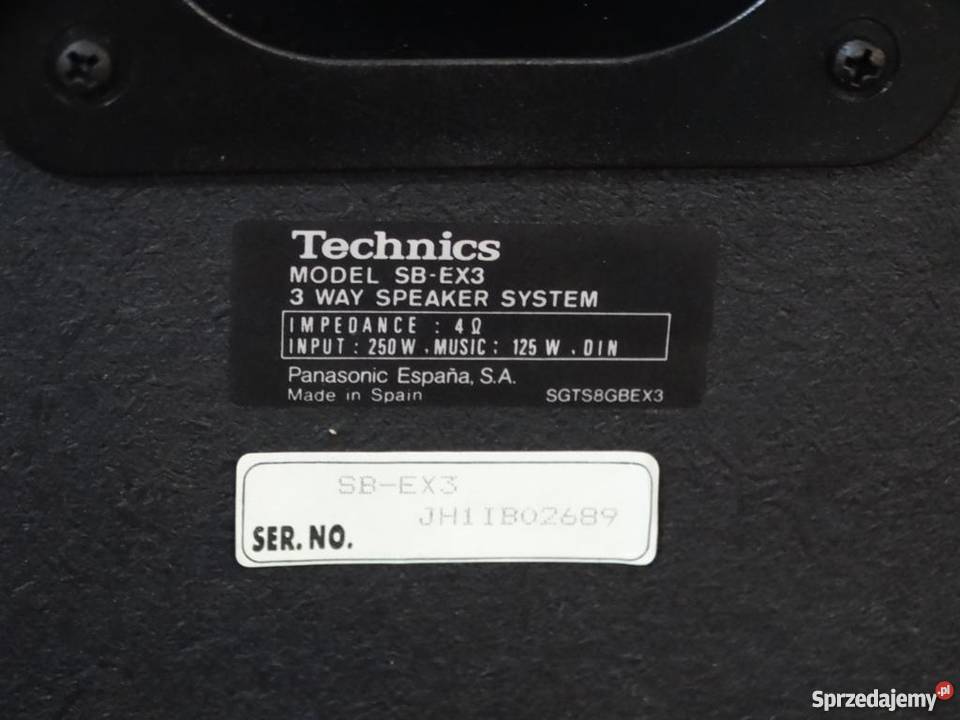 Technics
MODEL SB-EX3
3 WAY SPEAKER SYSTEM
IMPEDANCE : 4Ω
INPUT : 250W . MUSIC : 125 W . DIN
Panasonic España, S.A.
Made in Spain SGTS8GBEX3
SB-EX3
JH1IB02689
SER. NO.
Sprzedajemy.pl